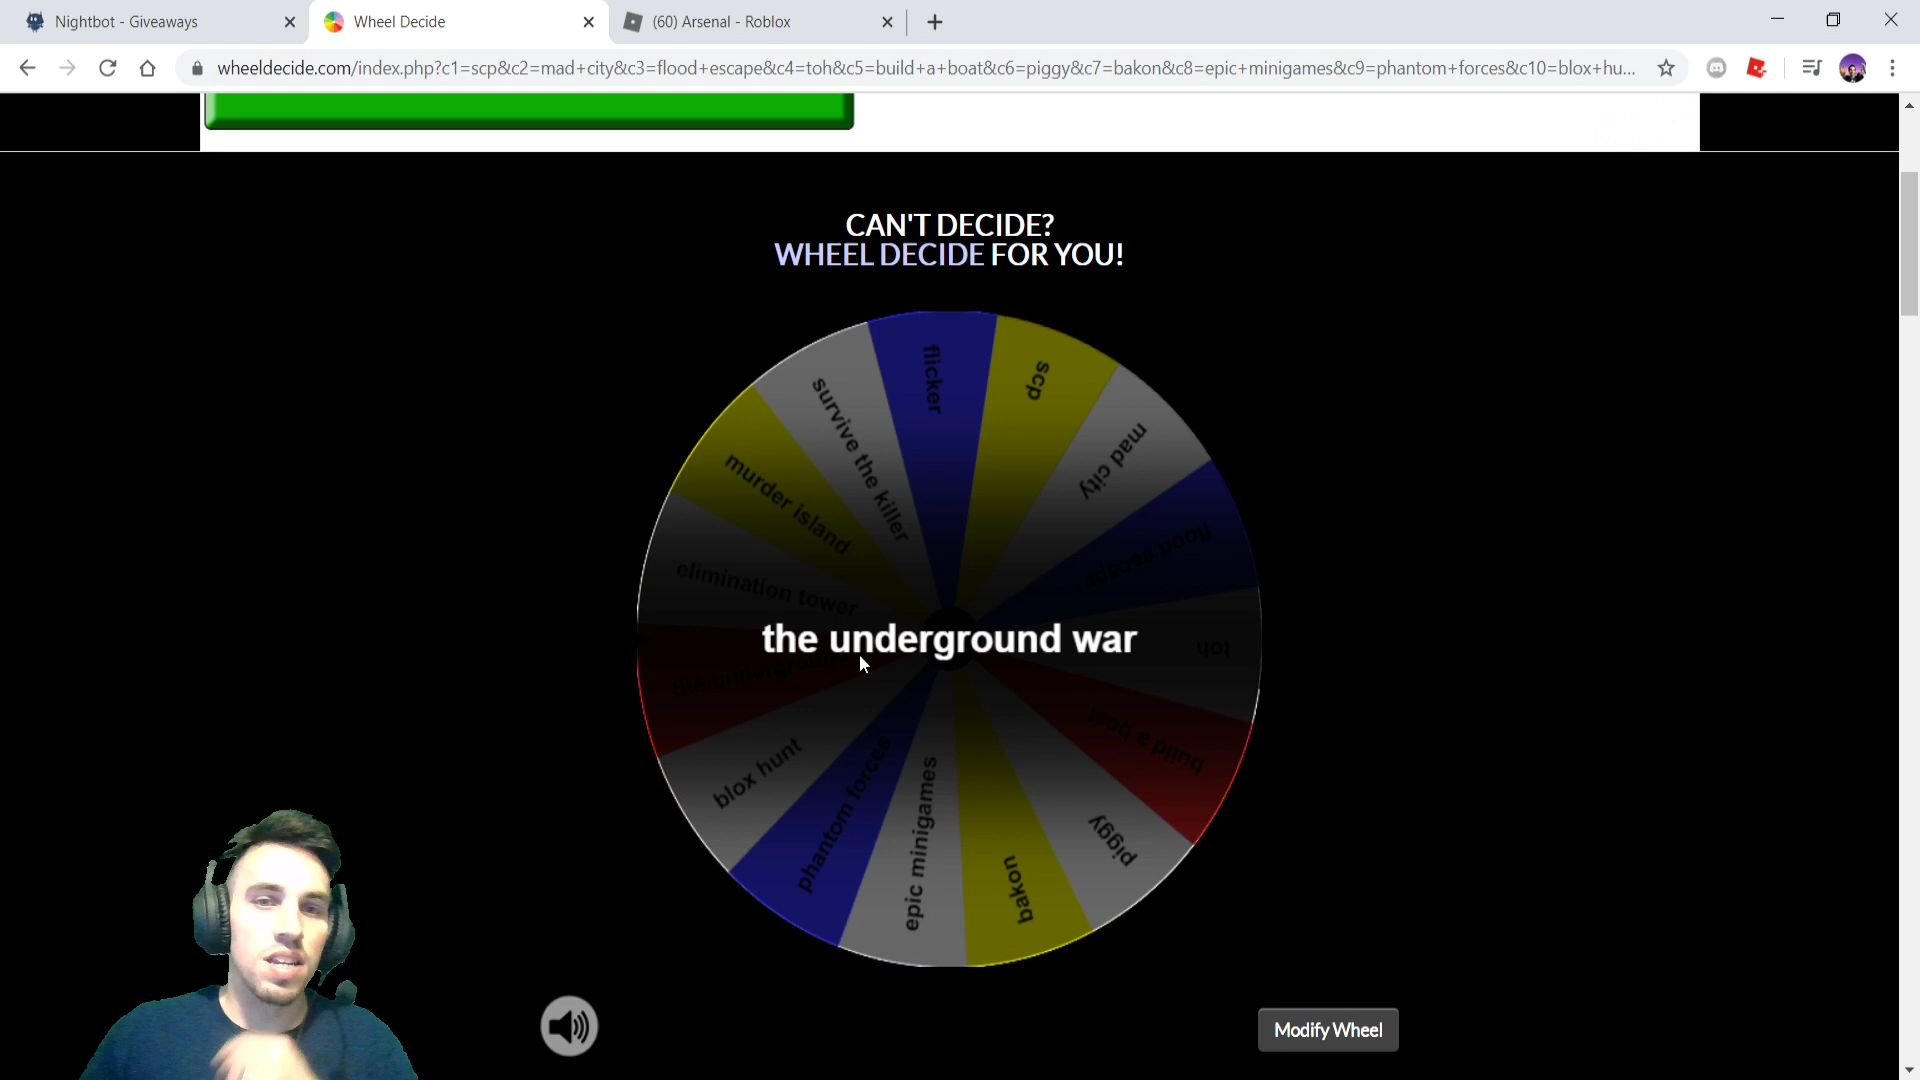 Nightbot - Giveaways
Wheel Decide
(60) Arsenal - Roblox
wheeldecide.com/index.php?c1=scp&c2=mad+city&c3=flood+escape&c4=toh&c5=build+a+boat&c6=piggy&c7=bakon&c8=epic+minigames&c9=phantom+forces&c10=blox+hu...
CAN'T DECIDE?
WHEEL DECIDE FOR YOU!
flicker
scp
mad city
flood escape
toh
build a boat
piggy
bakon
epic minigames
phantom forces
blox hunt
the underground
elimination tower
murder island
survive the killer
the underground war
Modify Wheel